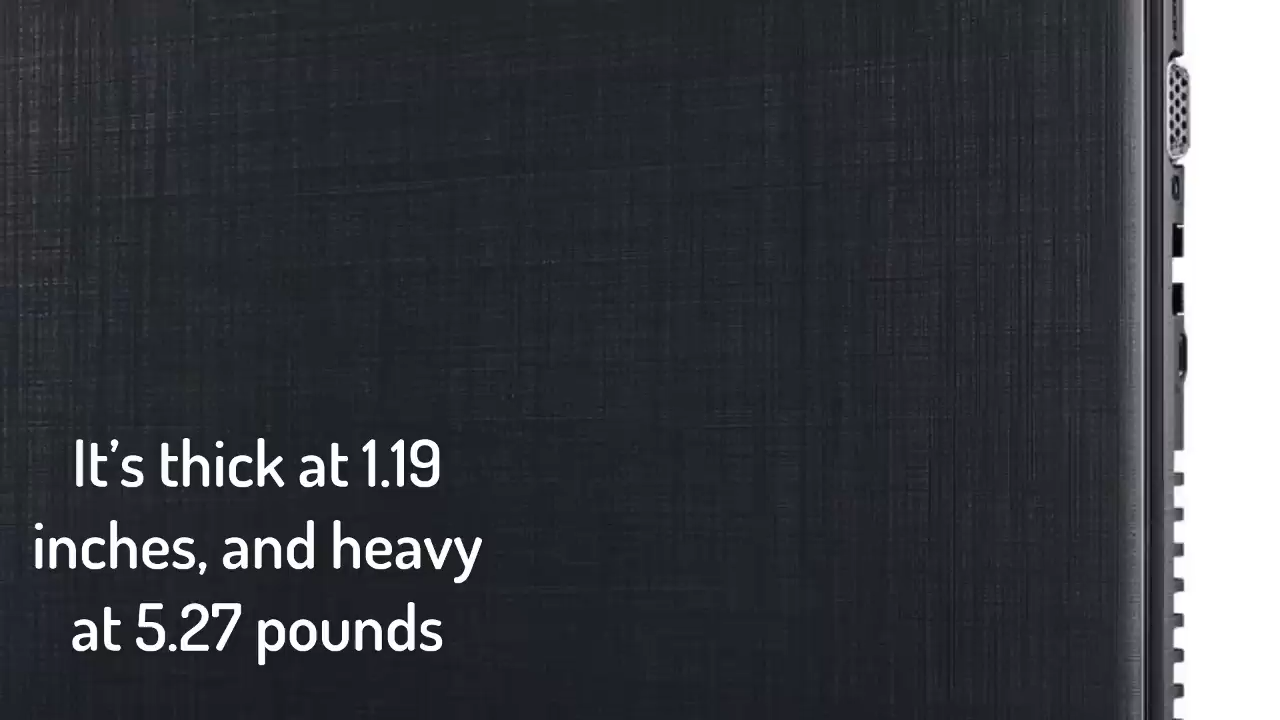 It’s thick at 1.19
inches, and heavy
at 5.27 pounds